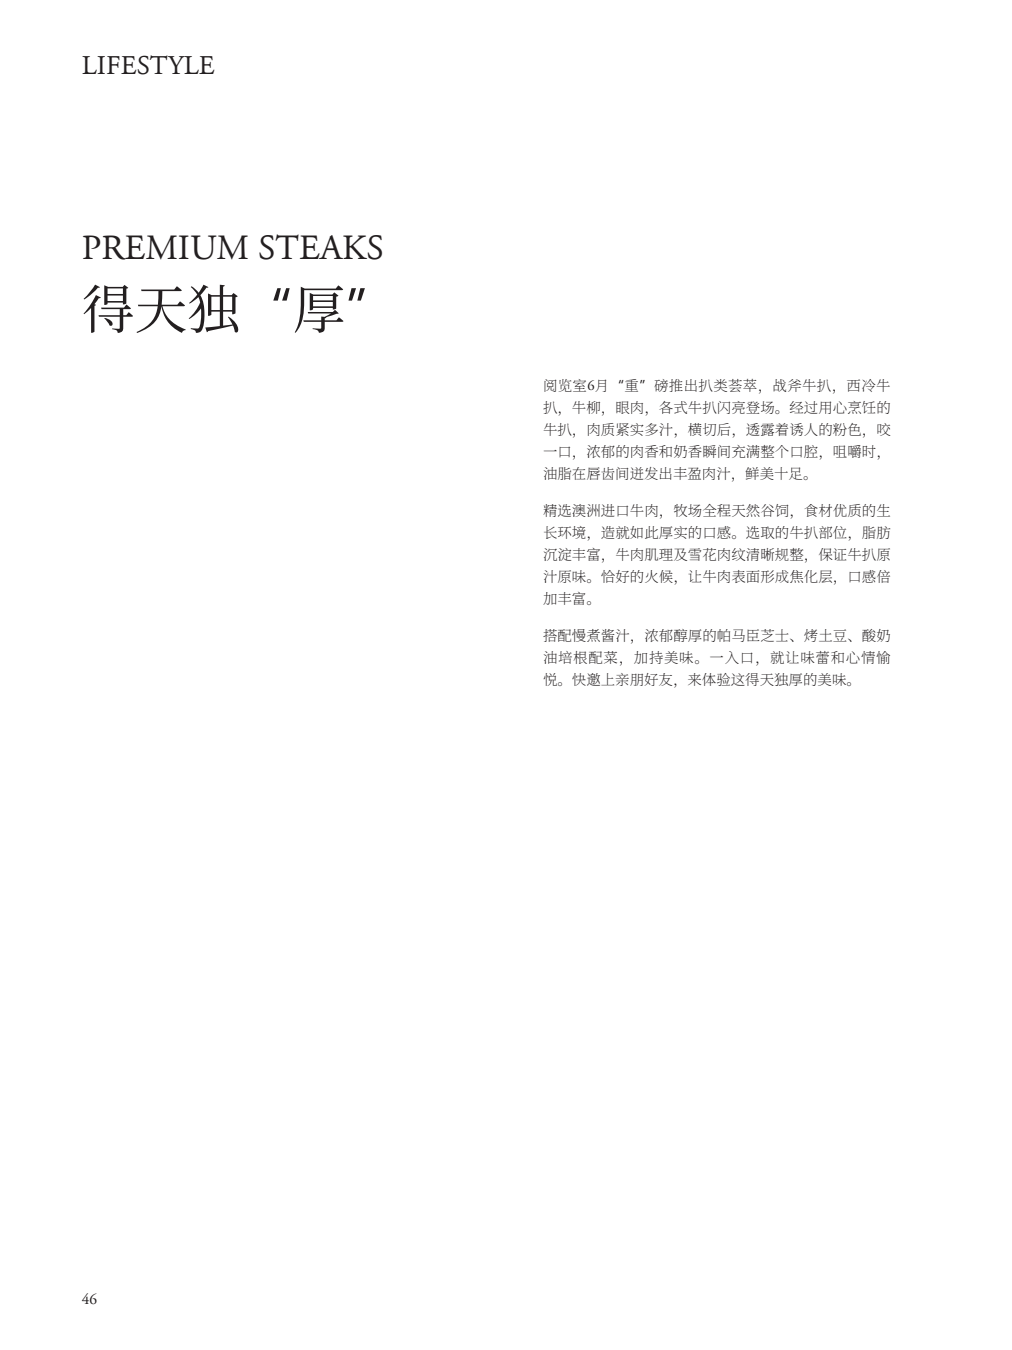 LIFESTYLE
PREMIUM STEAKS
得天独“厚”
阅览室6月“重”磅推出扒类荟萃，战斧牛扒，西冷牛
扒，牛柳，眼肉，各式牛扒闪亮登场。经过用心烹饪的
牛扒，肉质紧实多汁，横切后，透露着诱人的粉色，咬
一口，浓郁的肉香和奶香瞬间充满整个口腔，咀嚼时，
油脂在唇齿间迸发出丰盈肉汁，鲜美十足。
精选澳洲进口牛肉，牧场全程天然谷饲，食材优质的生
长环境，造就如此厚实的口感。选取的牛扒部位，脂肪
沉淀丰富，牛肉肌理及雪花肉纹清晰规整，保证牛扒原
汁原味。恰好的火候，让牛肉表面形成焦化层，口感倍
加丰富。
搭配慢煮酱汁，浓郁醇厚的帕马臣芝士、烤土豆、酸奶
油培根配菜，加持美味。一入口，就让味蕾和心情愉
悦。快邀上亲朋好友，来体验这得天独厚的美味。
46